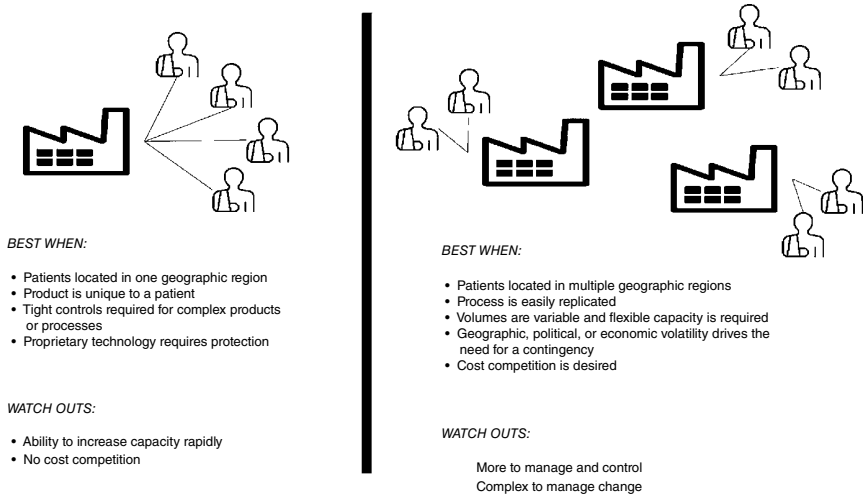 BEST WHEN:
• Patients located in one geographic region
• Product is unique to a patient
• Tight controls required for complex products
or processes
• Proprietary technology requires protection
WATCH OUTS:
• Ability to increase capacity rapidly
• No cost competition
BEST WHEN:
• Patients located in multiple geographic regions
• Process is easily replicated
• Volumes are variable and flexible capacity is required
• Geographic, political, or economic volatility drives the
need for a contingency
• Cost competition is desired
WATCH OUTS:
More to manage and control
Complex to manage change